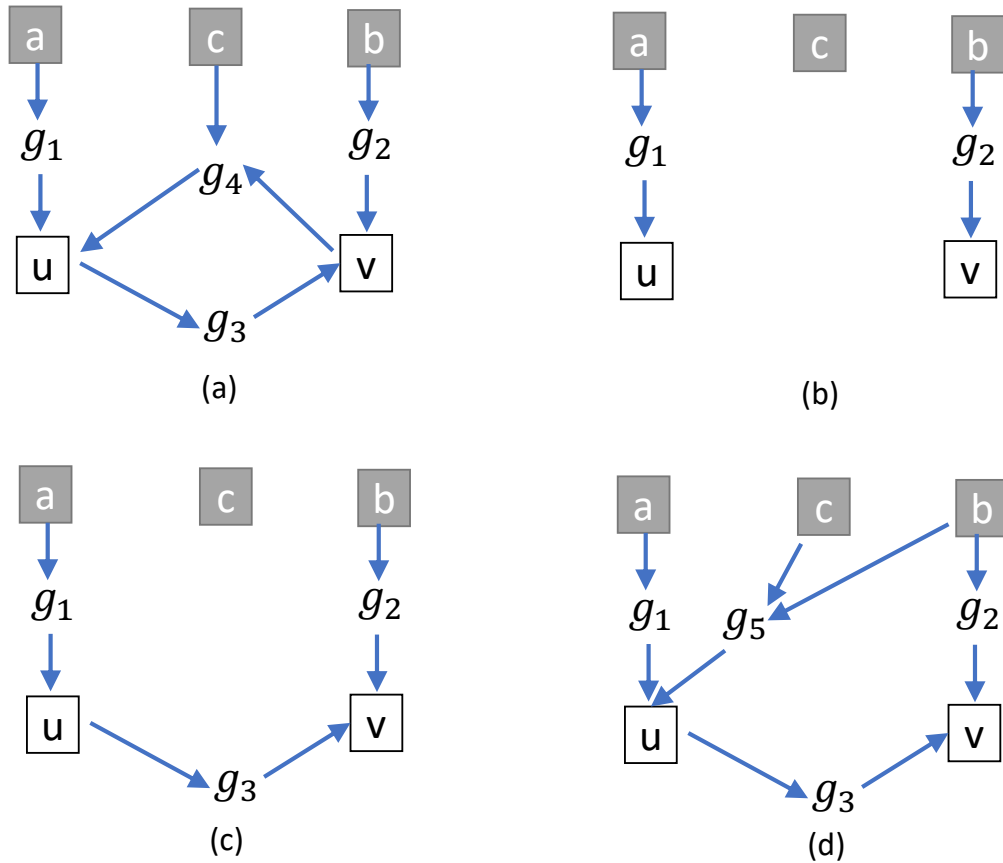 a c b
g₁ g₂
g₄
u v
g₃
(a)
a c b
g₁ g₂
u v
(b)
a c b
g₁ g₂
u v
g₃
(c)
a c b
g₁ g₅ g₂
u v
g₃
(d)